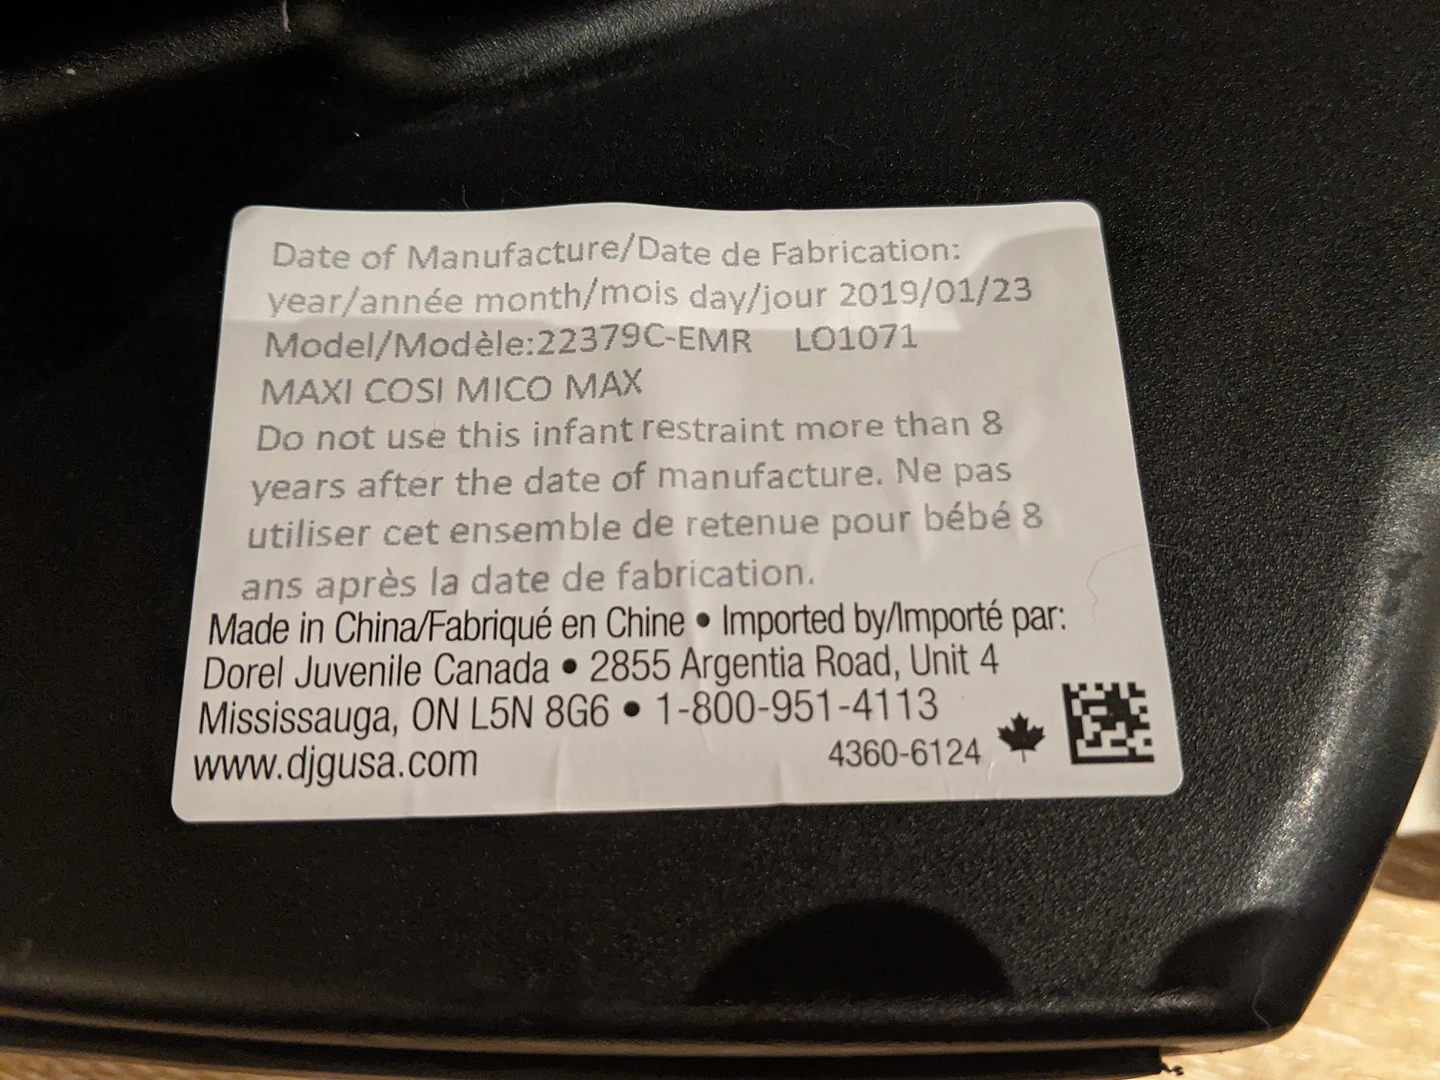 Date of Manufacture/Date de Fabrication:
year/année month/mois day/jour 2019/01/23
Model/Modèle:22379C-EMR LO1071
MAXI COSI MICO MAX
Do not use this infant restraint more than 8
years after the date of manufacture. Ne pas
utiliser cet ensemble de retenue pour bébé 8
ans après la date de fabrication.
Made in China/Fabriqué en Chine • Imported by/Importé par:
Dorel Juvenile Canada • 2855 Argentia Road, Unit 4
Mississauga, ON L5N 8G6 • 1-800-951-4113
www.djgusa.com 4360-6124